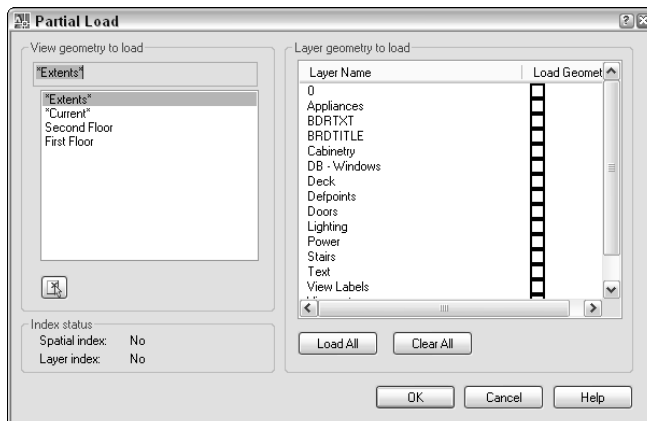 Partial Load
View geometry to load
*Extents*
*Extents*
*Current*
Second Floor
First Floor
Index status
Spatial index: No
Layer index: No
Layer geometry to load
Layer Name Load Geomet
0
Appliances
BDRTXT
BRDTITLE
Cabinetry
DB - Windows
Deck
Defpoints
Doors
Lighting
Power
Stairs
Text
View Labels
Load All Clear All
OK Cancel Help